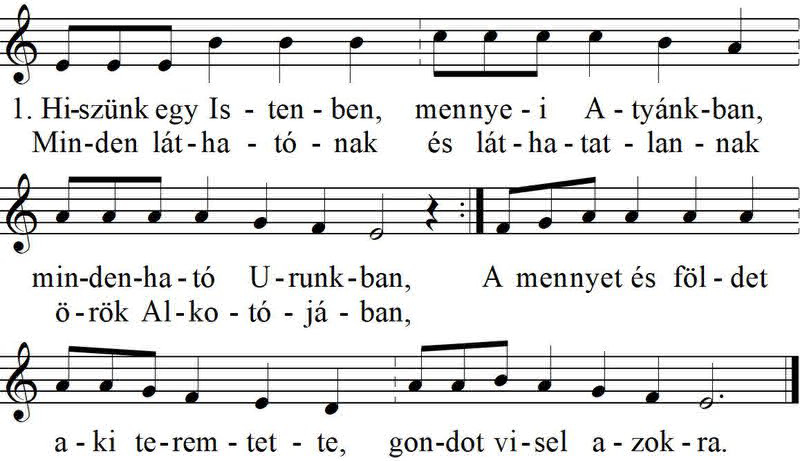 1. Hi-szünk egy Is - ten - ben, mennye - i A - tyánk-ban,
Min-den lát-ha - tó - nak és lát-ha-tat - lan - nak
min-den-ha-tó U-runk-ban, A mennyet és föl-det
ö-rök Al-ko-tó-já-ban,
a-ki te-rem-tet-te, gon-dot vi-sel a-zok-ra.